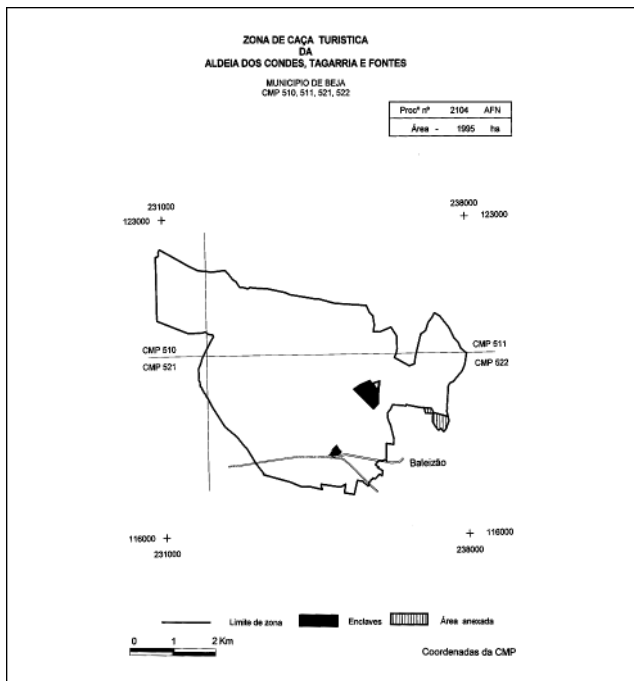 ZONA DE CAÇA TURISTICA
DA
ALDEIA DOS CONDES, TAGARRIA E FONTES
MUNICIPIO DE BEJA
CMP 510, 511, 521, 522
Procº nº 2104 AFN
Área - 1995 ha
231000
123000
238000
123000
CMP 510
CMP 511
CMP 521
CMP 522
Baleizão
116000
231000
116000
238000
Limite de zona
Enclaves
Área anexada
0 1 2 Km
Coordenadas da CMP